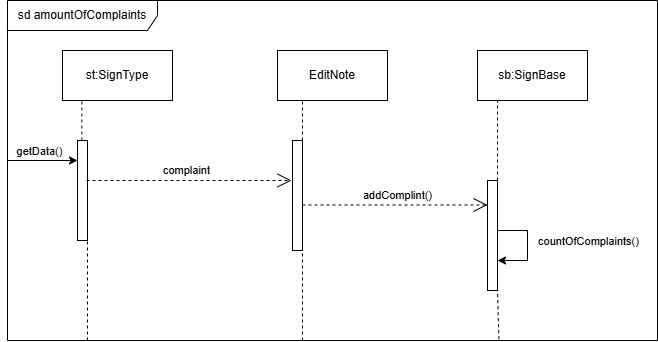 sd amountOfComplaints
st:SignType
EditNote
sb:SignBase
getData()
complaint
addComplint()
countOfComplaints()